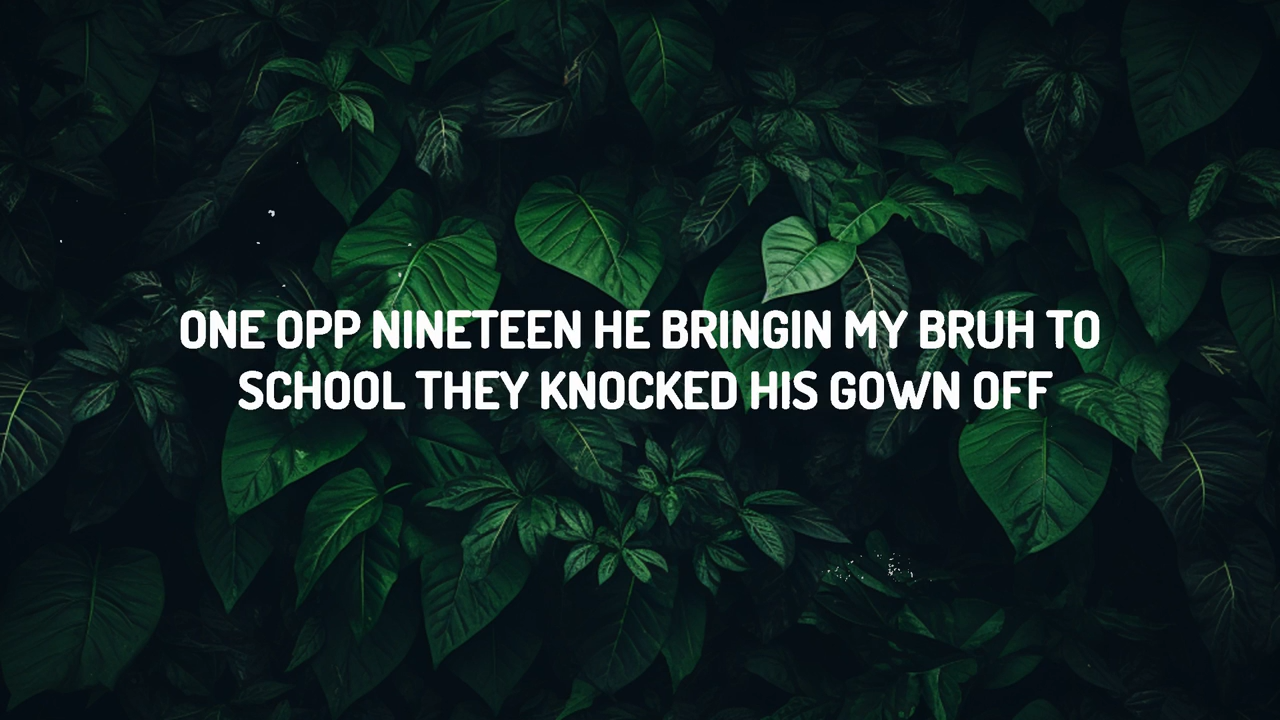 ONE OPP NINETEEN HE BRINGIN MY BRUH TO
SCHOOL THEY KNOCKED HIS GOWN OFF